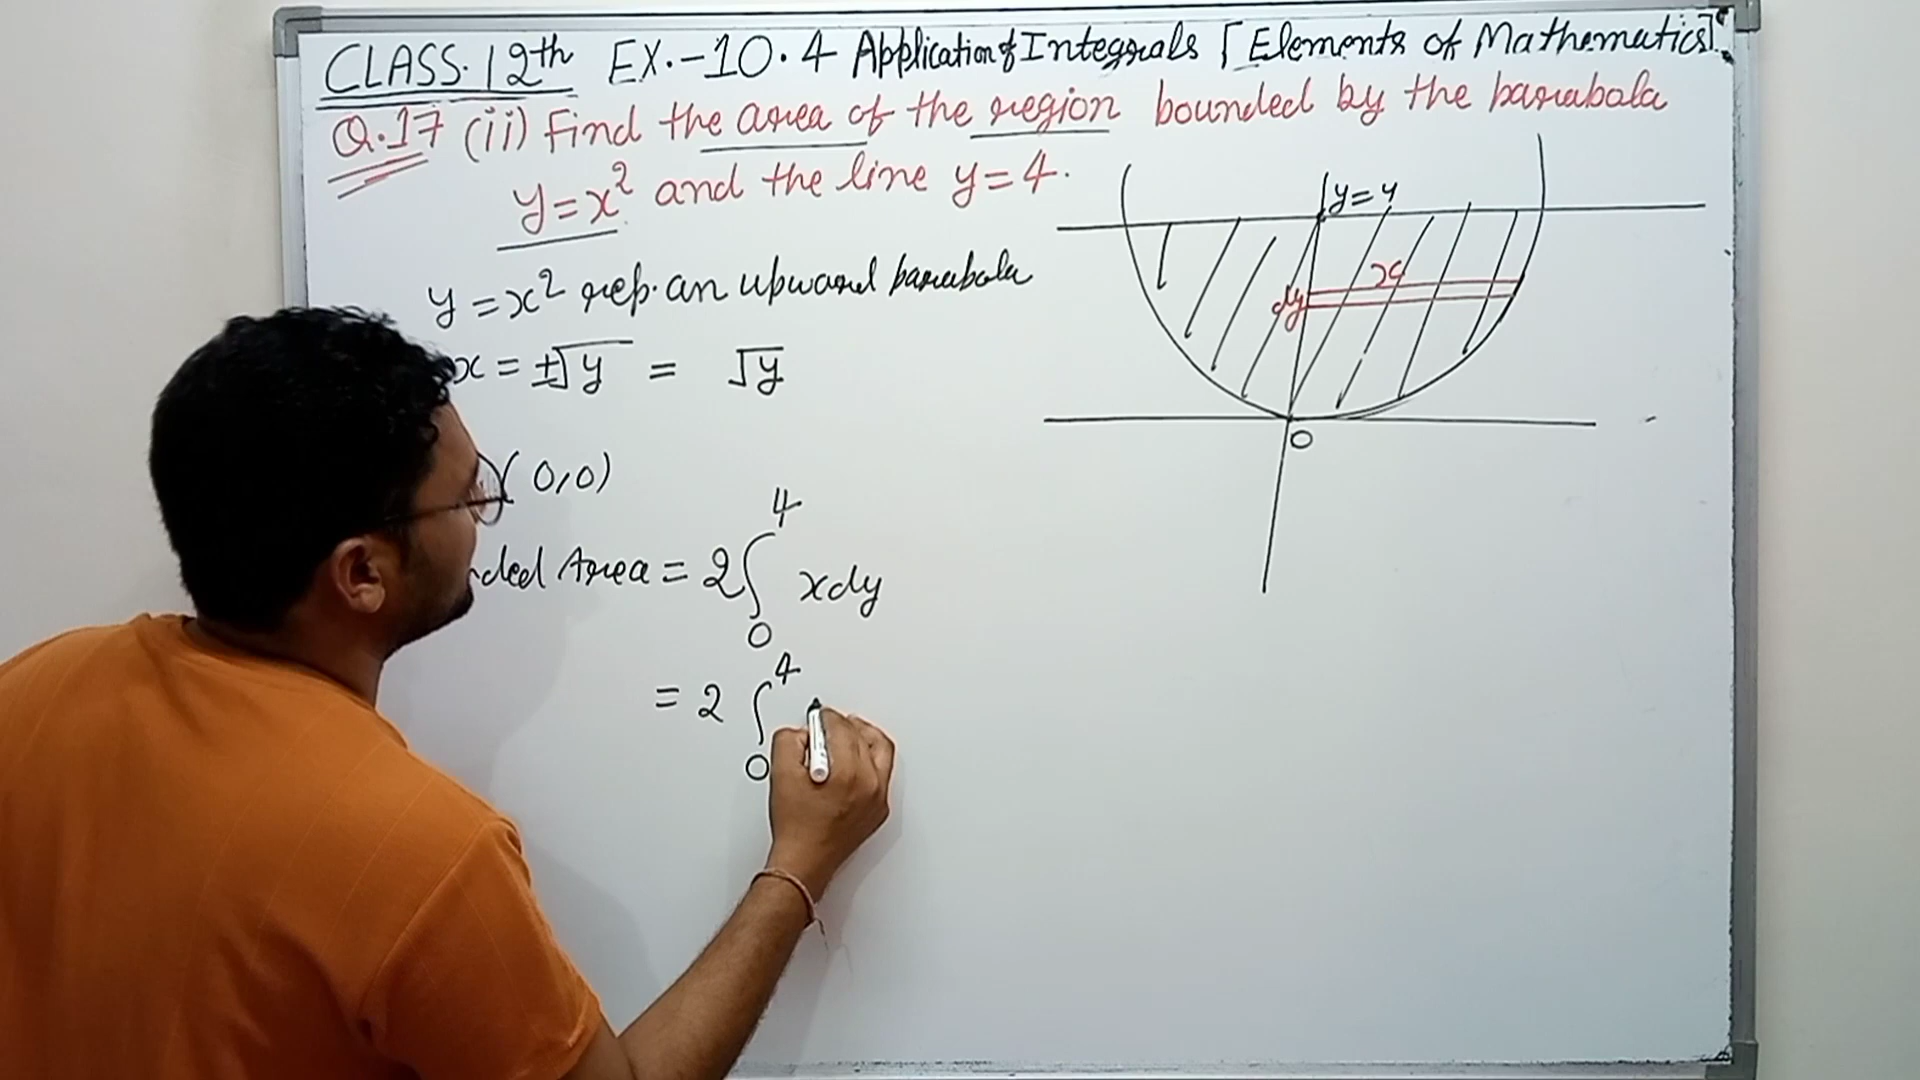 CLASS. 12th EX.-10.4 Application of Integrals [Elements of Mathematics]
Q.17 (ii) Find the area of the region bounded by the parabola
y=x² and the line y=4.
y=x² rep. an upward parabola
x = ±√y = √y
(0,0)
Area = 2∫₀⁴ xdy
= 2 ∫₀⁴
y=4
x
dy
O